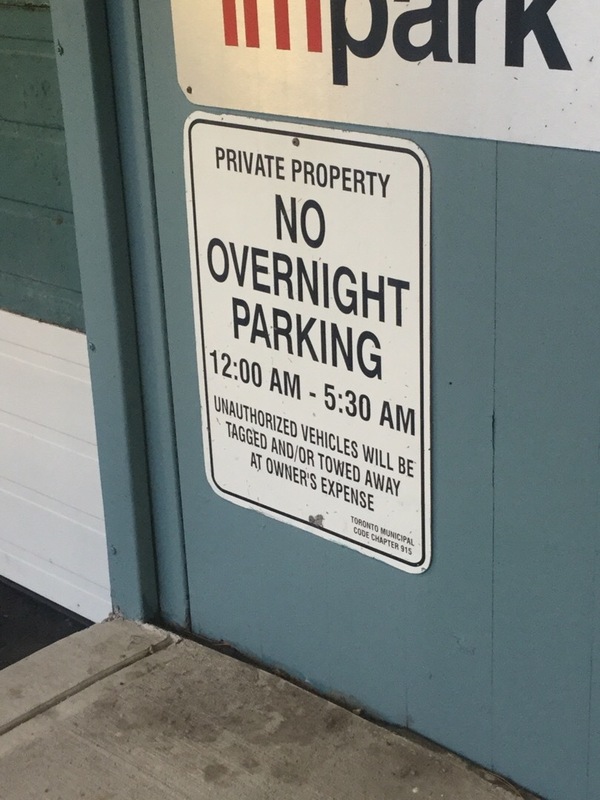 impark
PRIVATE PROPERTY
NO
OVERNIGHT
PARKING
12:00 AM - 5:30 AM
UNAUTHORIZED VEHICLES WILL BE
TAGGED AND/OR TOWED AWAY
AT OWNER'S EXPENSE
TORONTO MUNICIPAL
CODE CHAPTER 915